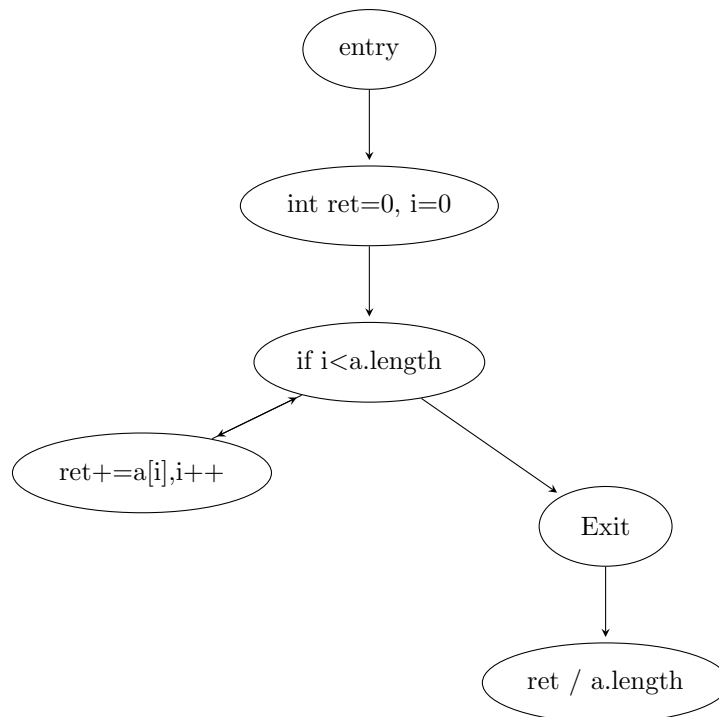 entry
int ret=0, i=0
if i<a.length
ret+=a[i],i++
Exit
ret / a.length